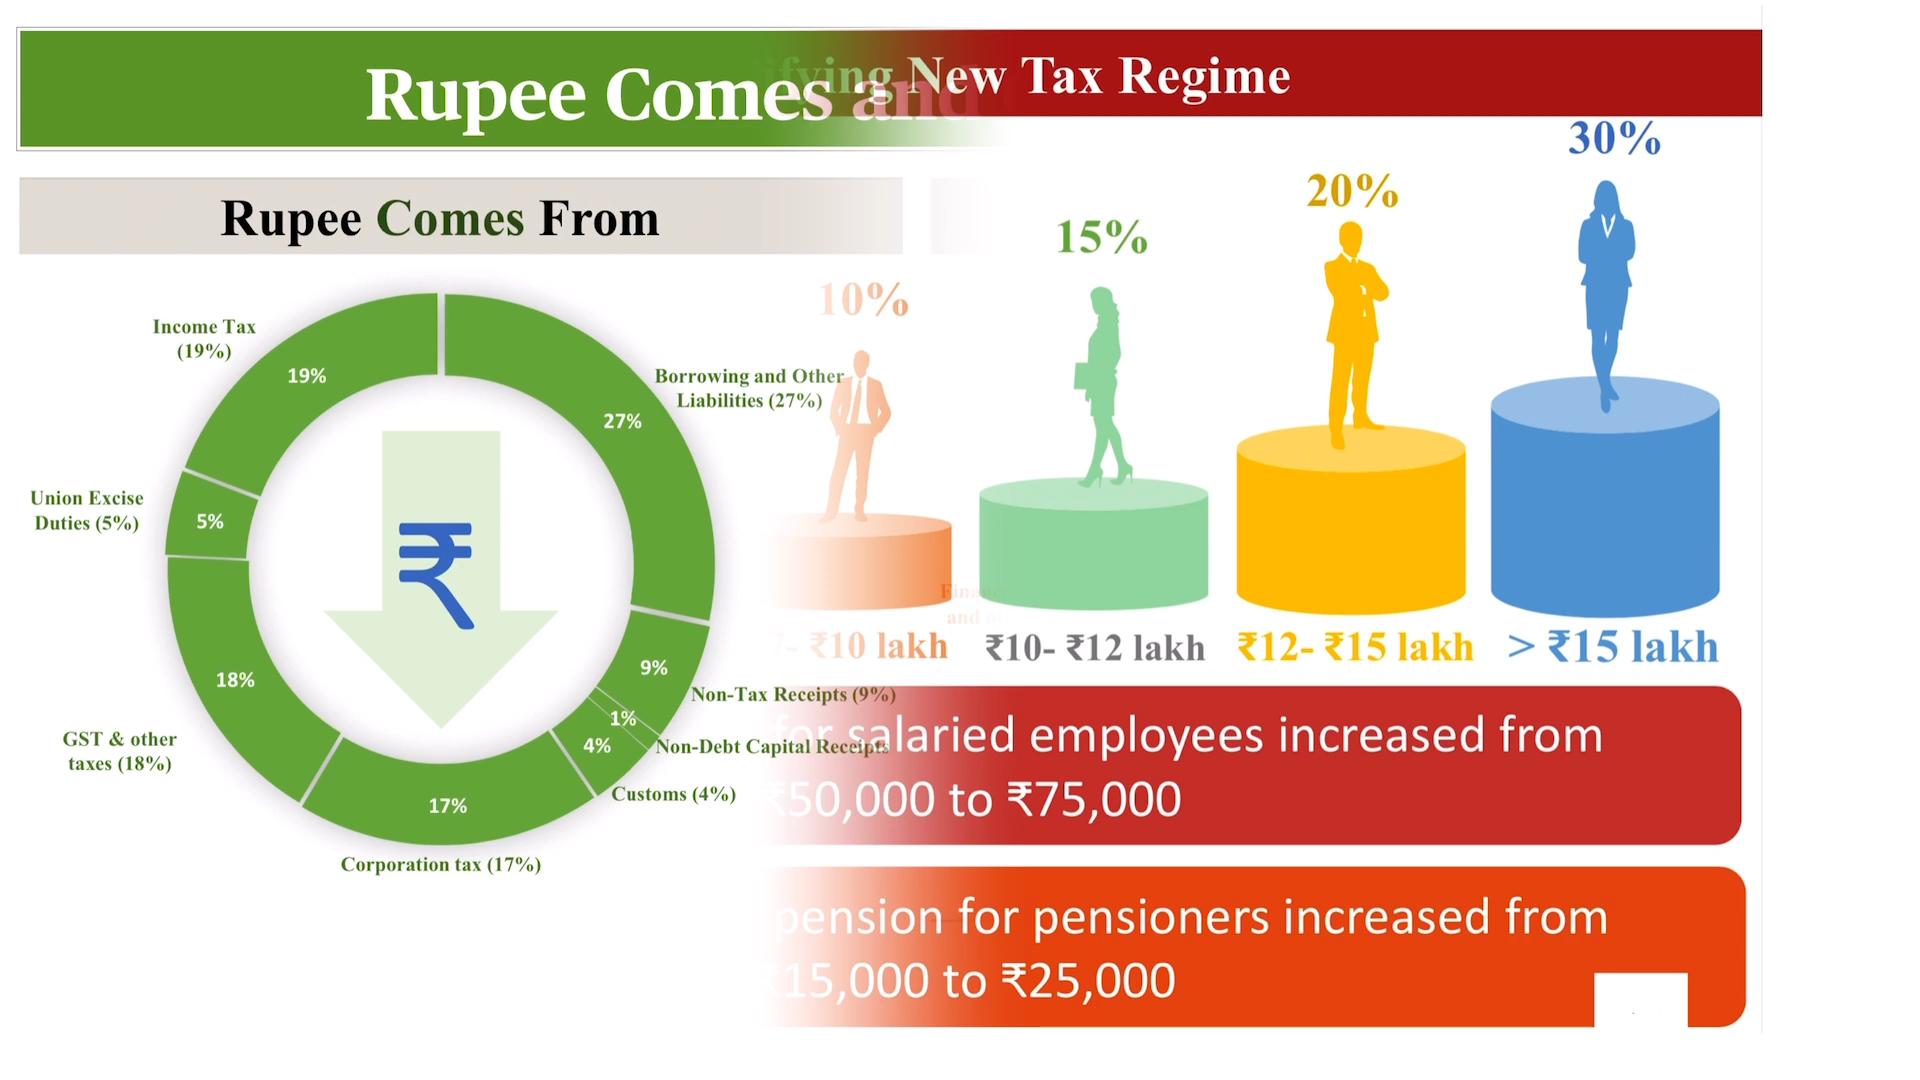 Rupee Comes and
ifying New Tax Regime
Rupee Comes From
Income Tax
(19%)
19%
Borrowing and Other
Liabilities (27%)
27%
Union Excise
Duties (5%)
5%
₹
18%
GST & other
taxes (18%)
9%
Non-Tax Receipts (9%)
1%
Non-Debt Capital Receipts
4%
Customs (4%)
17%
Corporation tax (17%)
10%
15%
20%
30%
7- ₹10 lakh
₹10- ₹12 lakh
₹12- ₹15 lakh
> ₹15 lakh
for salaried employees increased from
₹50,000 to ₹75,000
pension for pensioners increased from
₹15,000 to ₹25,000